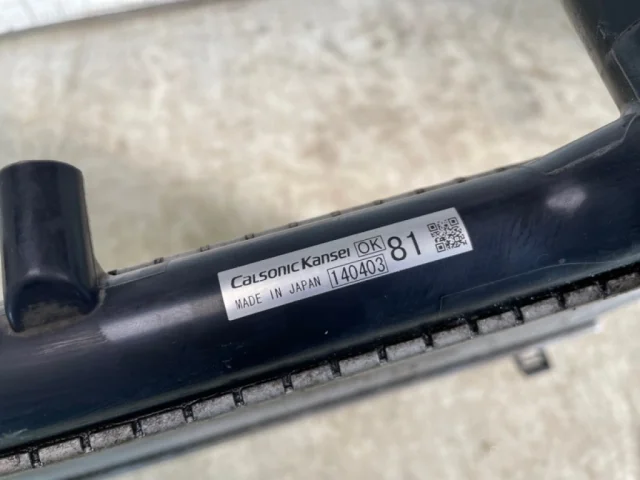 CalsonicKansei OK 81
MADE IN JAPAN 140403